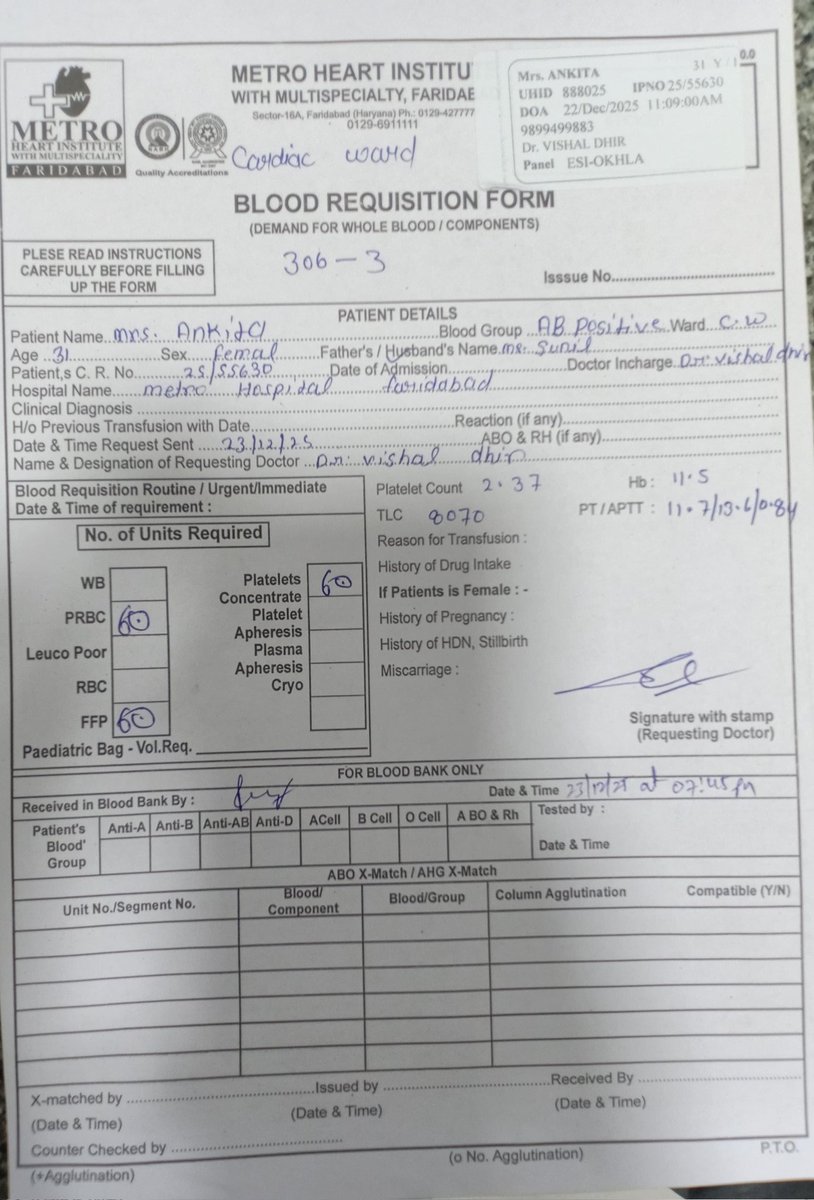 METRO HEART INSTITU
WITH MULTISPECIALTY, FARIDAE
Sector-16A, Faridabad (Haryana) Ph.: 0129-427777
0129-6911111
METRO
HEART INSTITUTE
WITH MULTISPECIALITY
FARIDABAD
Quality Accreditations
Cardiac ward
31 Y / 0.0
Mrs. ANKITA
UHID 888025 IPNO 25/55630
DOA 22/Dec/2025 11:09:00AM
9899499883
Dr. VISHAL DHIR
Panel ESI-OKHLA
BLOOD REQUISITION FORM
(DEMAND FOR WHOLE BLOOD / COMPONENTS)
PLESE READ INSTRUCTIONS
CAREFULLY BEFORE FILLING
UP THE FORM
306 - 3
Isssue No.
PATIENT DETAILS
Patient Name mrs. Ankita Blood Group AB Positive Ward C.W
Age 31 Sex femal Father's / Husband's Name mr. Sunil
Patient,s C. R. No. 25/55630 Date of Admission Doctor Incharge Dr. vishal dhir
Hospital Name metro Hospital faridabad
Clinical Diagnosis
H/o Previous Transfusion with Date Reaction (if any)
Date & Time Request Sent 23/12/25 ABO & RH (if any)
Name & Designation of Requesting Doctor Dr. vishal dhir
Blood Requisition Routine / Urgent/Immediate
Date & Time of requirement :
No. of Units Required
WB
PRBC 60
Leuco Poor
RBC
FFP 60
Platelets 60
Concentrate
Platelet
Apheresis
Plasma
Apheresis
Cryo
Paediatric Bag - Vol.Req.
Platelet Count 2.37 Hb : 11.5
TLC 8070 PT / APTT : 11.7/13.6/0.84
Reason for Transfusion :
History of Drug Intake
If Patients is Female : -
History of Pregnancy :
History of HDN, Stillbirth
Miscarriage :
Signature with stamp
(Requesting Doctor)
FOR BLOOD BANK ONLY
Received in Blood Bank By : Date & Time 23/12/25 at 07:45 pm
Patient's
Blood'
Group
Anti-A Anti-B Anti-AB Anti-D ACell B Cell O Cell A BO & Rh
Tested by :
Date & Time
ABO X-Match / AHG X-Match
Unit No./Segment No. Blood/ Component Blood/Group Column Agglutination Compatible (Y/N)
X-matched by Issued by Received By
(Date & Time) (Date & Time) (Date & Time)
Counter Checked by
(+Agglutination) (o No. Agglutination) P.T.O.